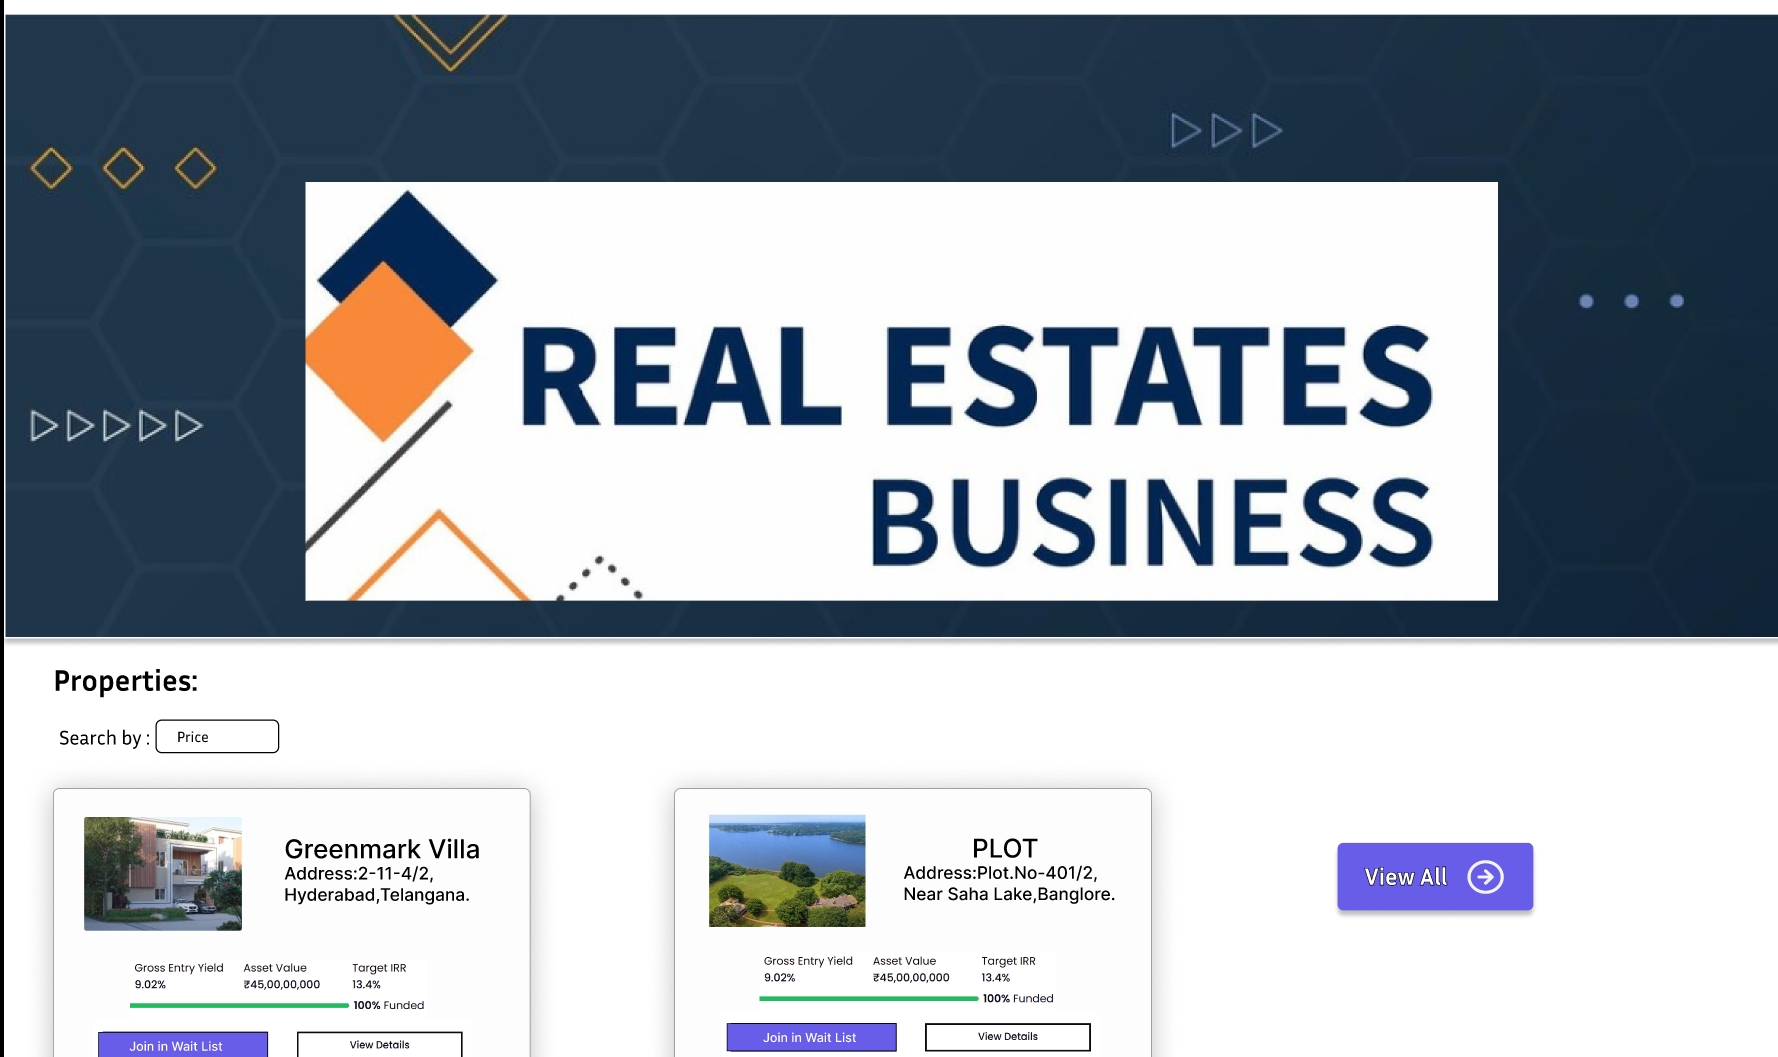 REAL ESTATES
BUSINESS
Properties:
Search by : Price
Greenmark Villa
Address:2-11-4/2,
Hyderabad,Telangana.
Gross Entry Yield Asset Value Target IRR
9.02% ₹45,00,00,000 13.4%
100% Funded
Join in Wait List View Details
PLOT
Address:Plot.No-401/2,
Near Saha Lake,Banglore.
Gross Entry Yield Asset Value Target IRR
9.02% ₹45,00,00,000 13.4%
100% Funded
Join in Wait List View Details
View All